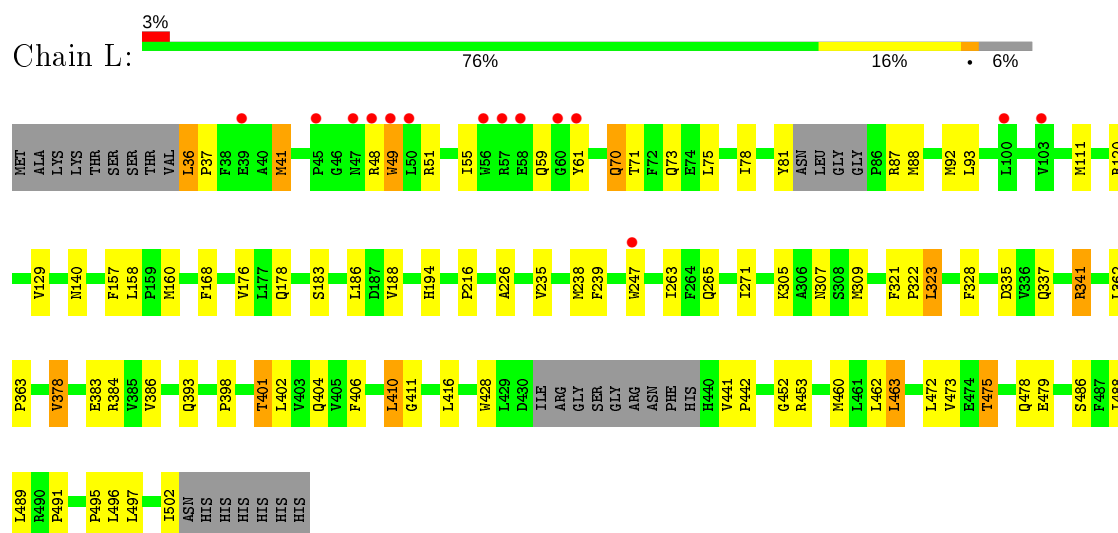 3%
Chain L:
76% 16% • 6%
MET ALA LYS LYS THR SER SER THR VAL L36 P37 F38 E39 A40 M41 P45 G46 N47 R48 W49 L50 R51 I55 W56 R57 E58 Q59 G60 Y61 Q70 T71 F72 Q73 E74 L75 I78 Y81 ASN LEU GLY GLY P86 R87 M88 M92 L93 L100 V103 M111 R120
V129 N140 F157 L158 P159 M160 F168 V176 L177 Q178 S183 L186 D187 V188 H194 P216 A226 V235 M238 F239 W247 I263 F264 Q265 I271 K305 A306 N307 S308 M309 F321 P322 L323 F328 D335 V336 Q337 R341 L362
P363 V378 E383 R384 V385 V386 Q393 P398 T401 L402 V403 Q404 V405 F406 L410 G411 L416 W428 L429 D430 ILE ARG GLY SER GLY ARG ASN PHE HIS H440 V441 P442 G452 R453 M460 L461 L462 L463 L472 V473 E474 T475 Q478 E479 S486 F487 I488
L489 R490 P491 P495 L496 L497 I502 ASN HIS HIS HIS HIS HIS HIS